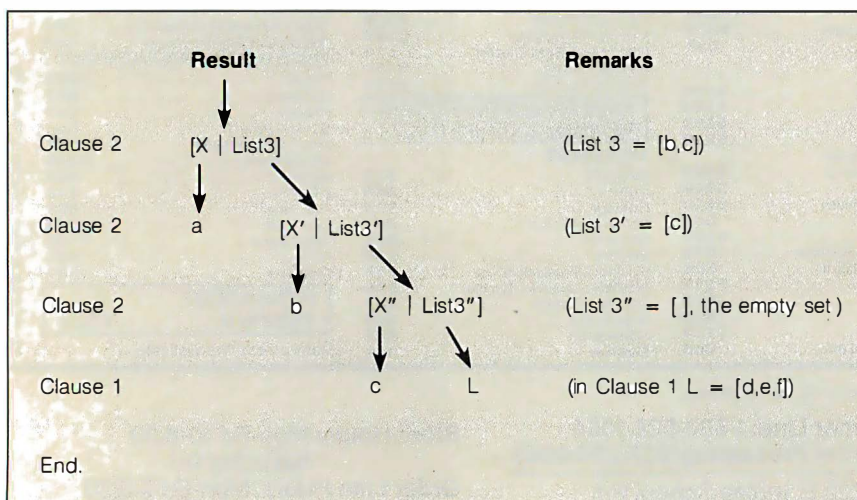 Result Remarks
Clause 2 [X | List3] (List 3 = [b,c])
Clause 2 a [X′ | List3′] (List 3′ = [c])
Clause 2 b [X″ | List3″] (List 3″ = [ ], the empty set)
Clause 1 c L (in Clause 1 L = [d,e,f])
End.